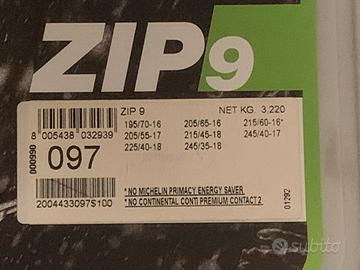 ZIP9
ZIP 9 NET KG. 3,220
195/70-16 205/65-16 215/60-16*
205/55-17 215/45-18 245/40-17
225/40-18 245/35-18
8 005438 032939
000990
097
2004433097S100
*NO MICHELIN PRIMACY ENERGY SAVER
*NO CONTINENTAL CONTI PREMIUM CONTACT 2
01292
subito